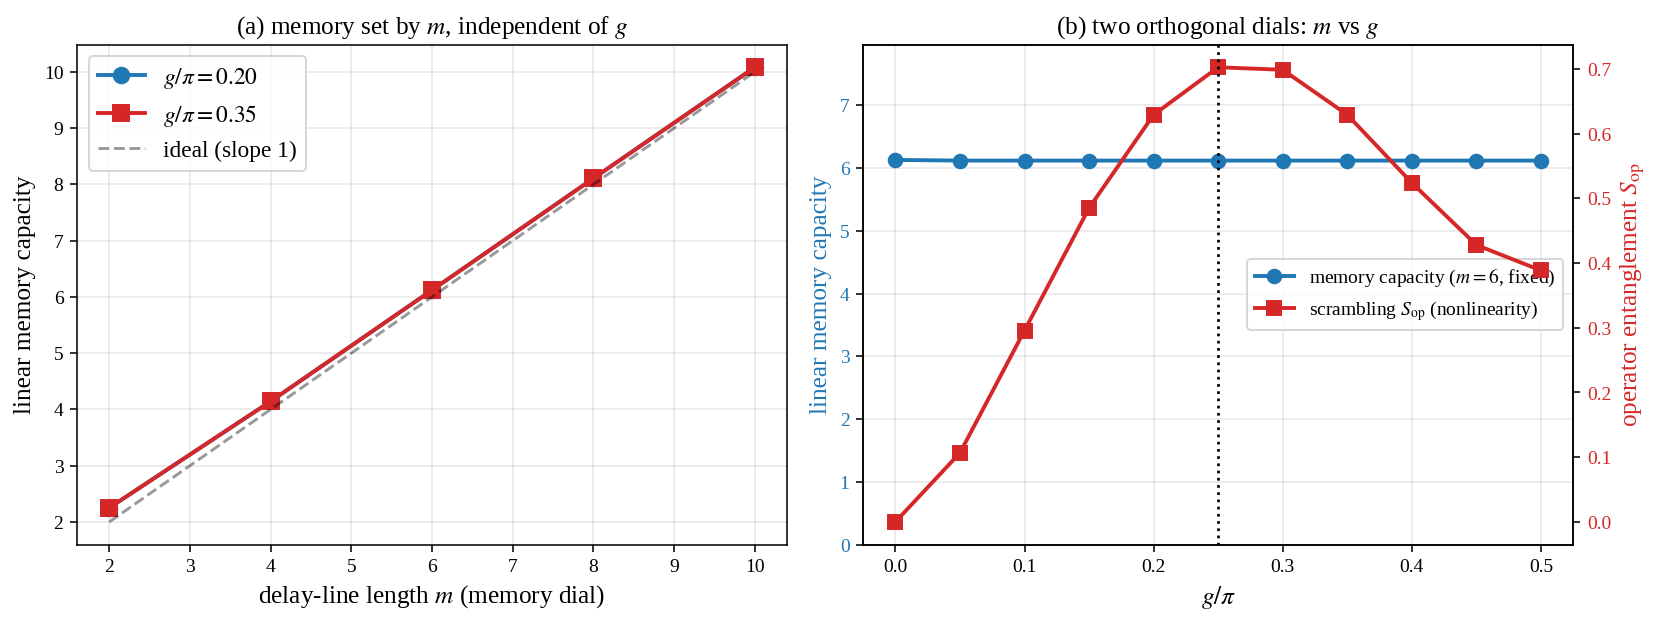 (a) memory set by m, independent of g
g/π = 0.20
g/π = 0.35
ideal (slope 1)
linear memory capacity
10
9
8
7
6
5
4
3
2
2 3 4 5 6 7 8 9 10
delay-line length m (memory dial)
(b) two orthogonal dials: m vs g
linear memory capacity
7
6
5
4
3
2
1
0
memory capacity (m = 6, fixed)
scrambling Sop (nonlinearity)
0.7
0.6
0.5
0.4
0.3
0.2
0.1
0.0
operator entanglement Sop
0.0 0.1 0.2 0.3 0.4 0.5
g/π